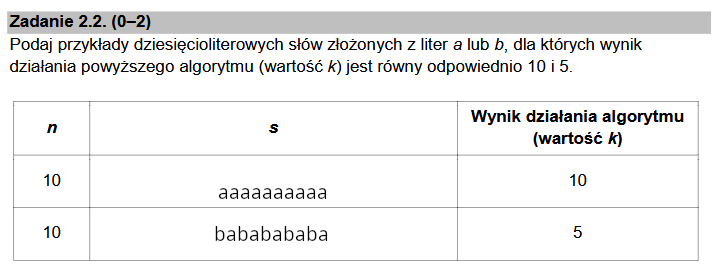 Zadanie 2.2. (0–2)
Podaj przykłady dziesięcioliterowych słów złożonych z liter a lub b, dla których wynik
działania powyższego algorytmu (wartość k) jest równy odpowiednio 10 i 5.
n s Wynik działania algorytmu
(wartość k)
10 aaaaaaaaaa 10
10 babababababa 5